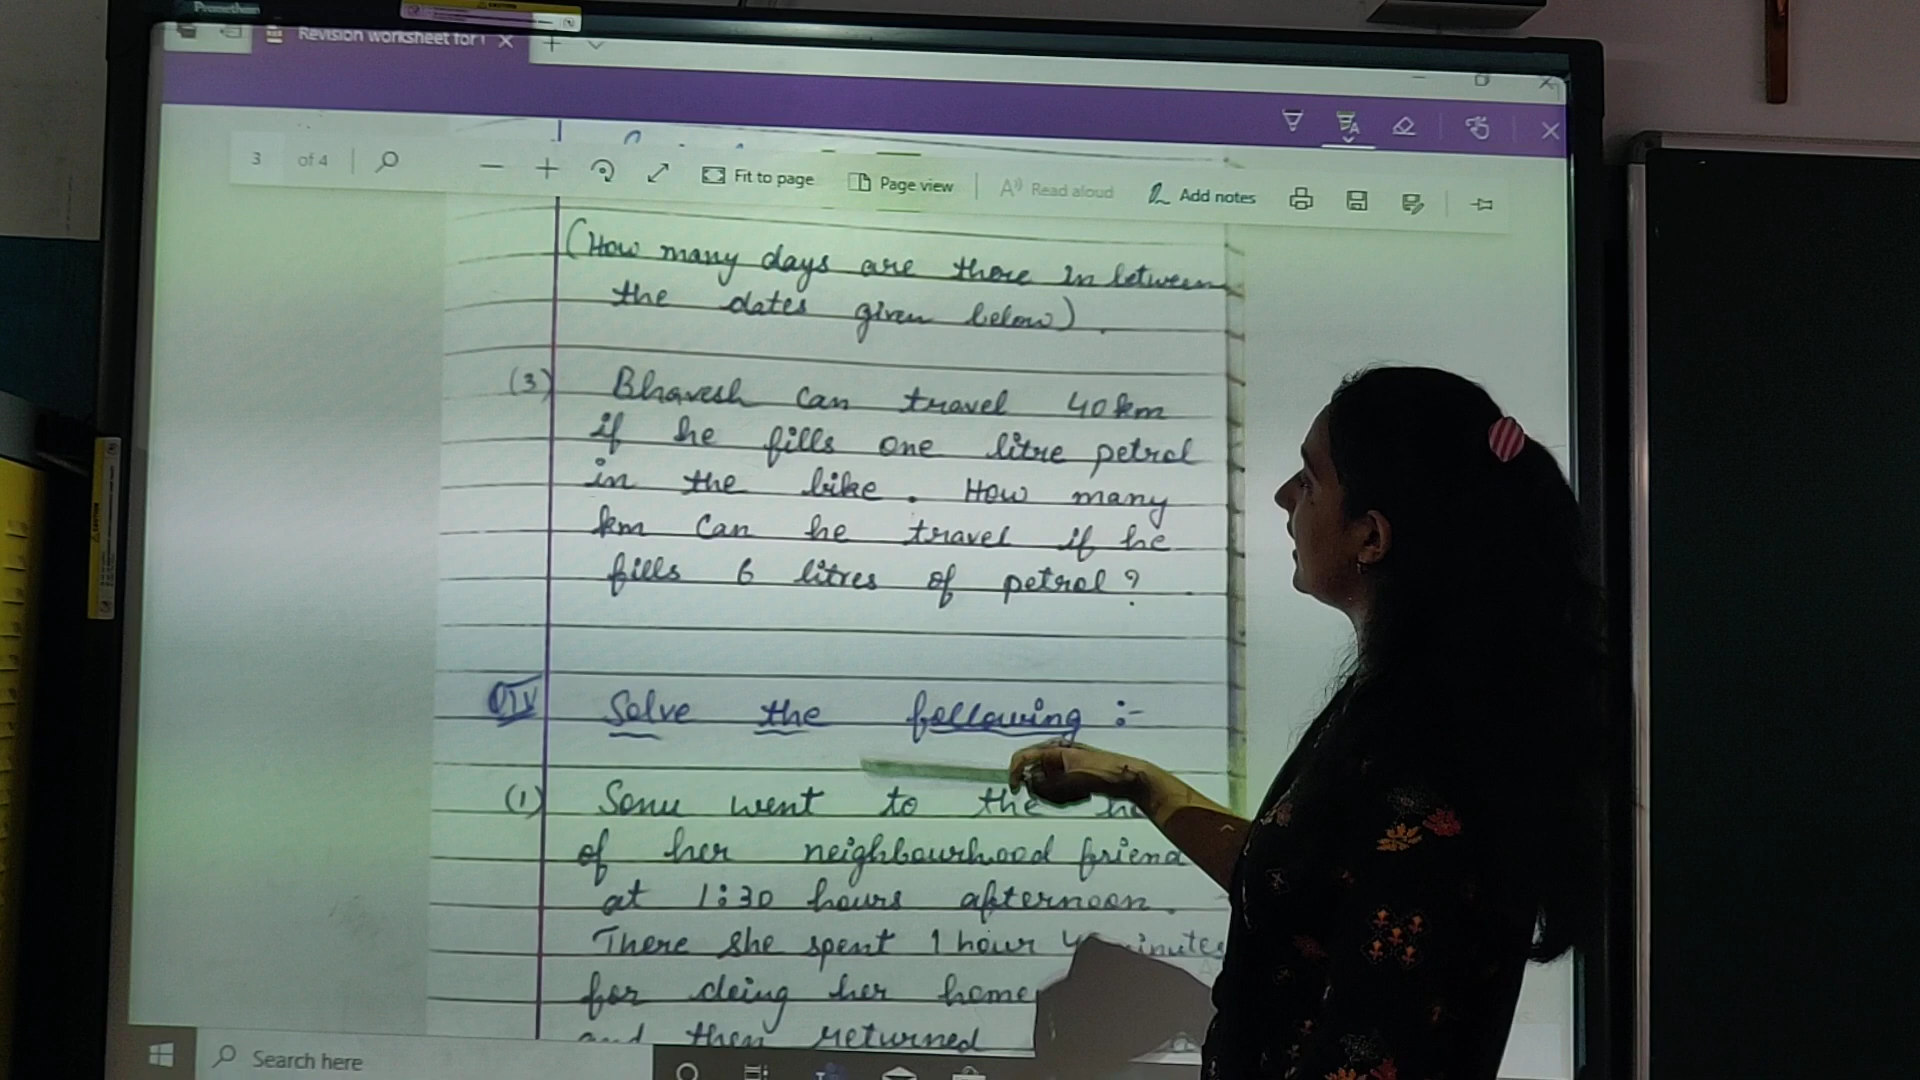 Promethean
CAUTION
Revision worksheet for
3 of 4 Fit to page Page view Read aloud Add notes
(How many days are there in between
the dates given below).
(3) Bhavesh can travel 40 km
if he fills one litre petrol
in the bike. How many
km can he travel if he
fills 6 litres of petrol?
QIV Solve the following :-
(1) Sonu went to the
of her neighbourhood friend
at 1:30 hours afternoon.
There she spent 1 hour
for doing her home
and then returned
Search here